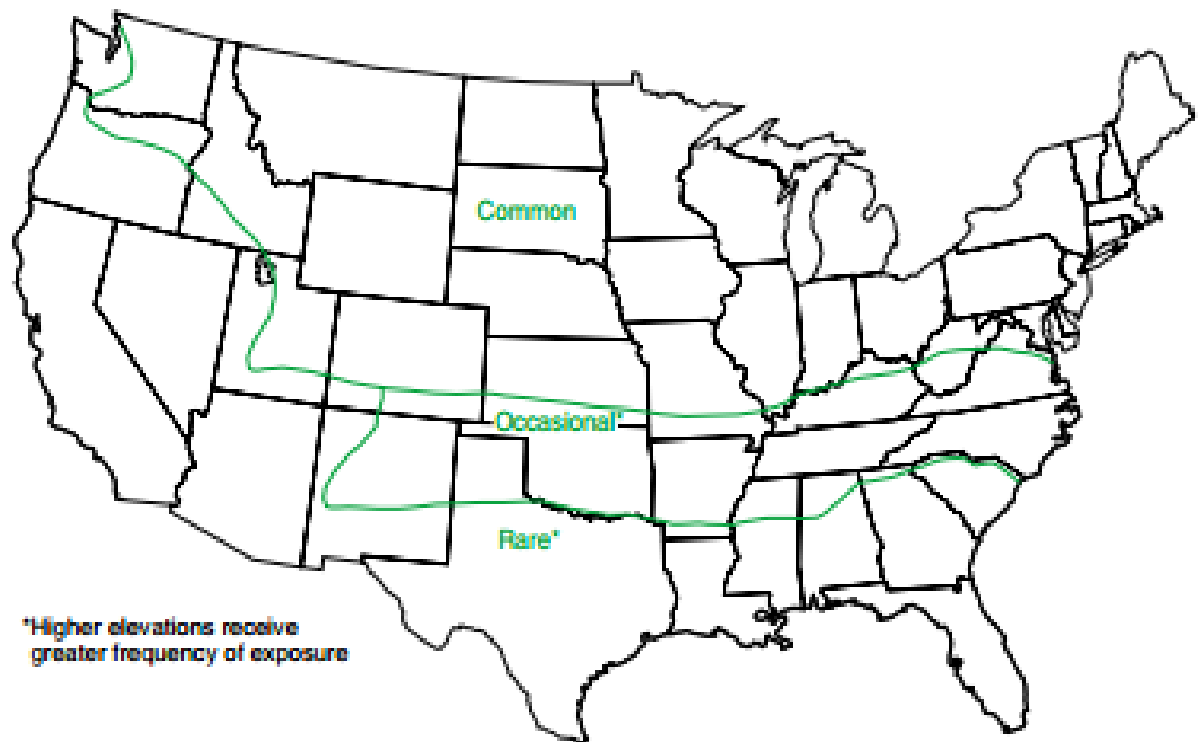 Common
Occasional*
Rare*
*Higher elevations receive
greater frequency of exposure